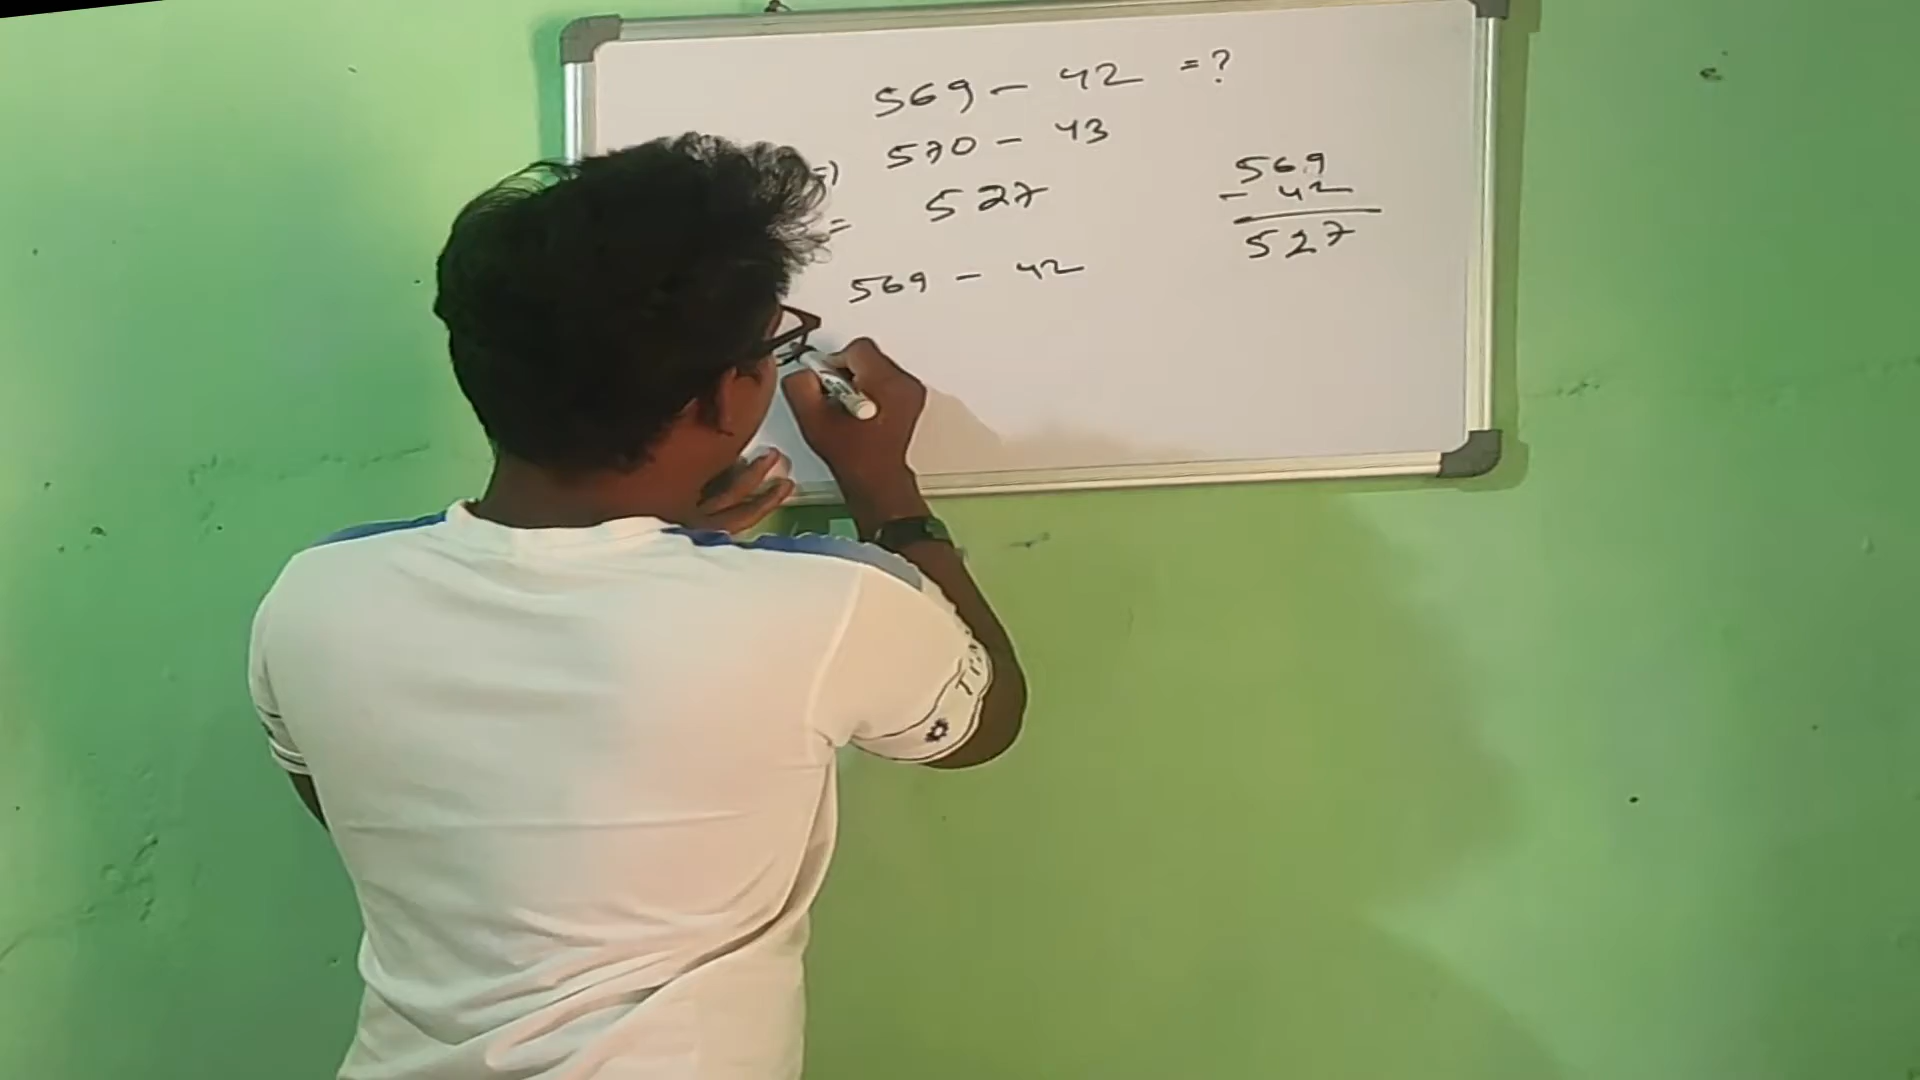 569 - 42 = ?
=) 570 - 43
= 527
569 - 42
569
- 42
527